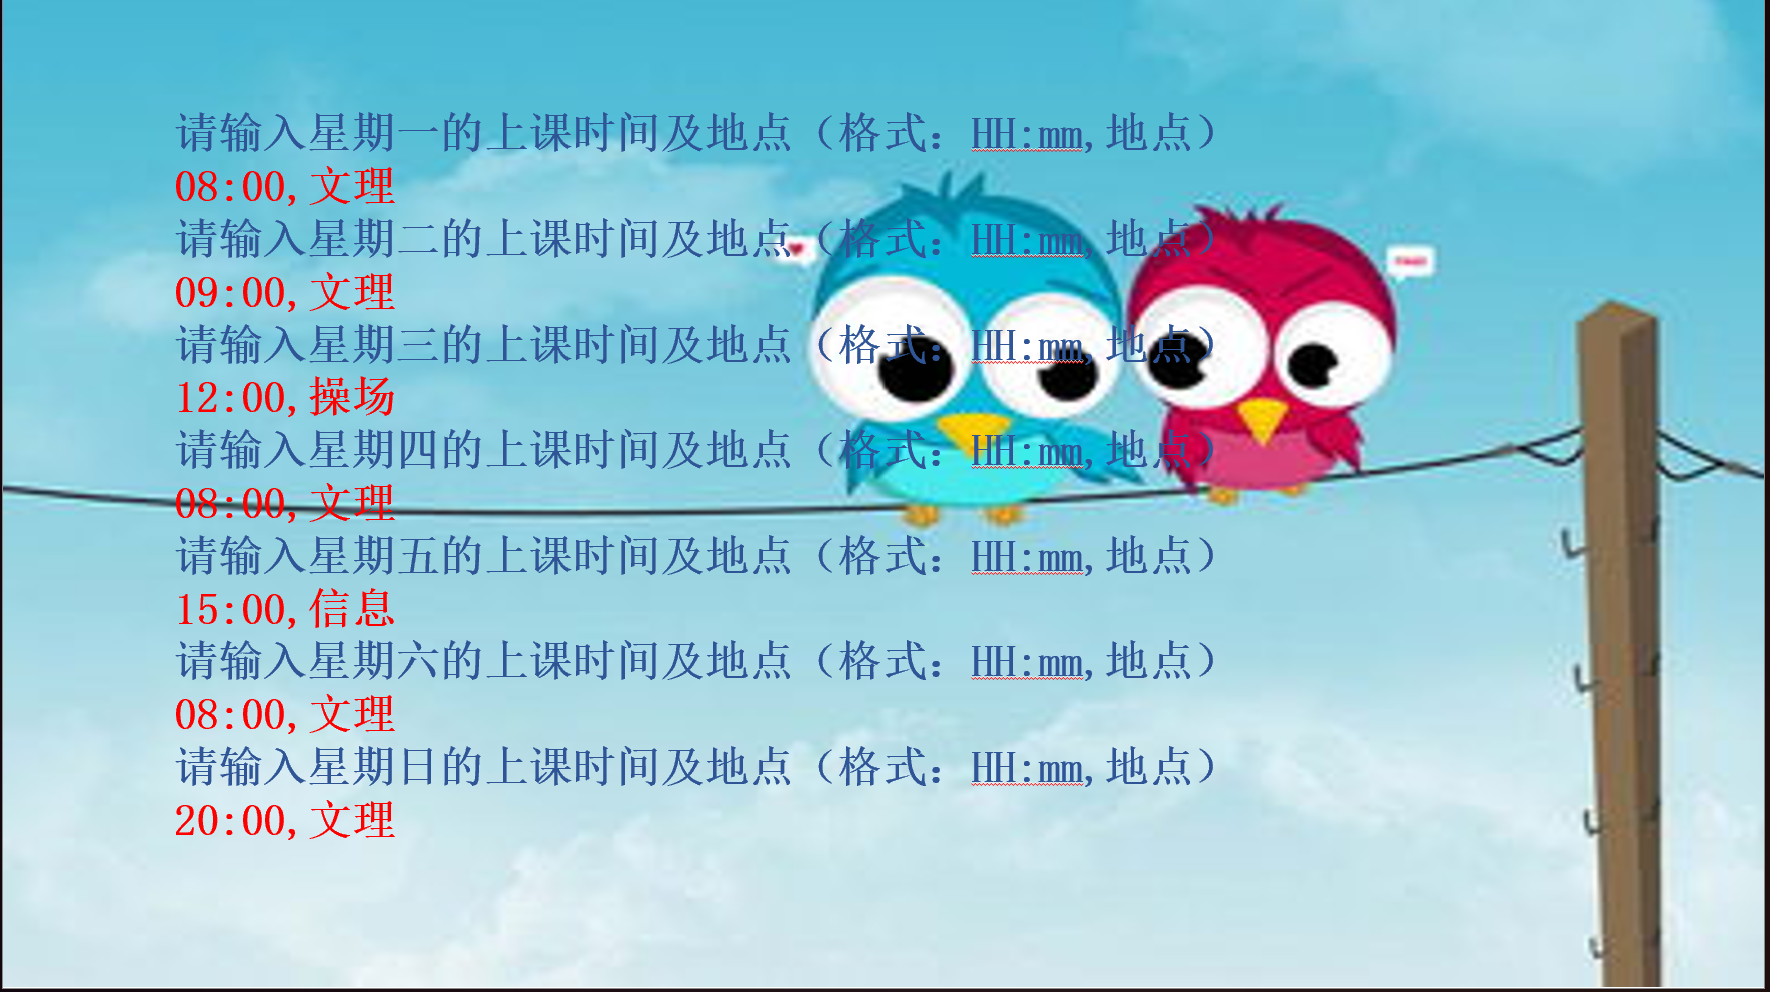 请输入星期一的上课时间及地点（格式：HH:mm,地点）
08:00,文理
请输入星期二的上课时间及地点（格式：HH:mm,地点）
09:00,文理
请输入星期三的上课时间及地点（格式：HH:mm,地点）
12:00,操场
请输入星期四的上课时间及地点（格式：HH:mm,地点）
08:00,文理
请输入星期五的上课时间及地点（格式：HH:mm,地点）
15:00,信息
请输入星期六的上课时间及地点（格式：HH:mm,地点）
08:00,文理
请输入星期日的上课时间及地点（格式：HH:mm,地点）
20:00,文理